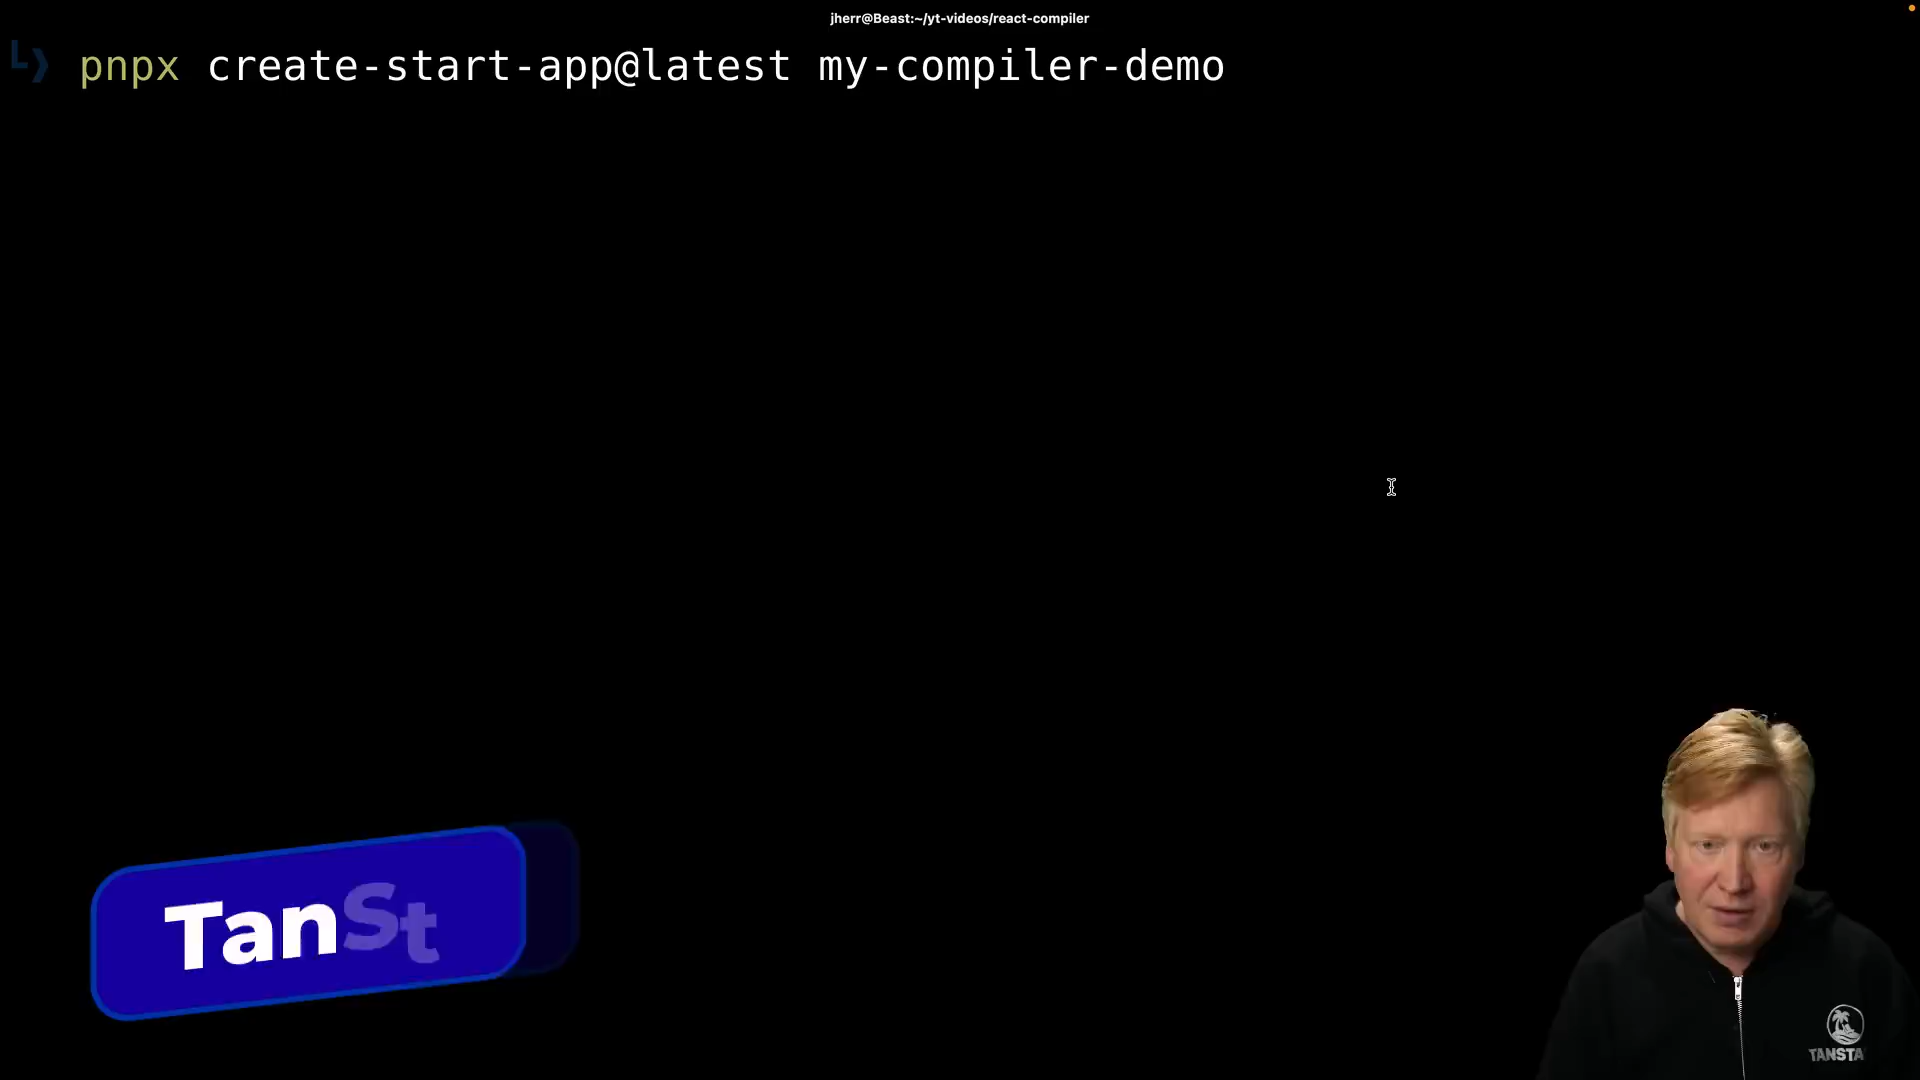 jherr@Beast:~/yt-videos/react-compiler
pnpx create-start-app@latest my-compiler-demo
TanSt
TANSTA